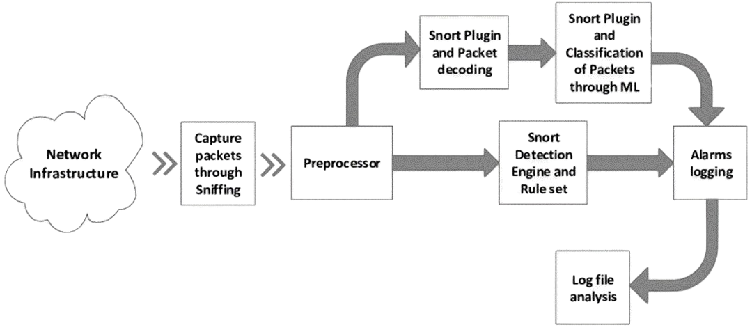 Network
Infrastructure
Capture
packets
through
Sniffing
Preprocessor
Snort Plugin
and Packet
decoding
Snort Plugin
and
Classification
of Packets
through ML
Snort
Detection
Engine and
Rule set
Alarms
logging
Log file
analysis